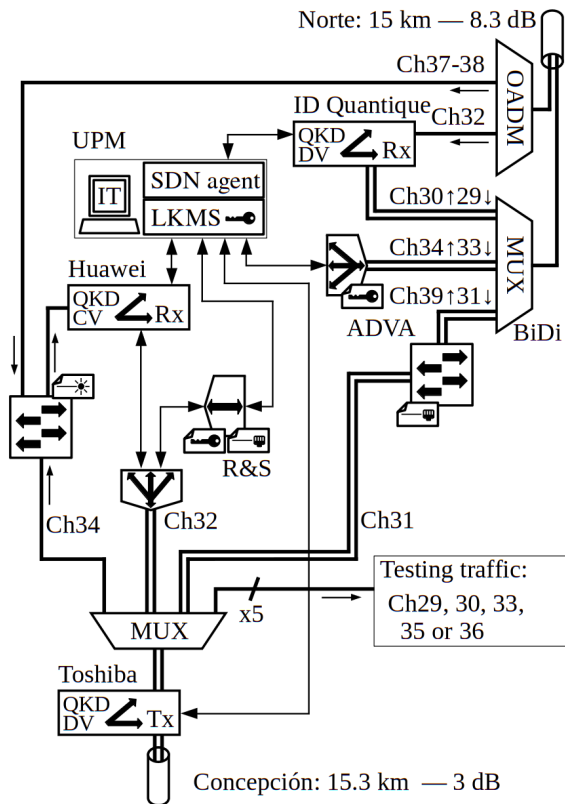 Norte: 15 km — 8.3 dB
Ch37-38
OADM
ID Quantique
Ch32
UPM
QKD
DV
Rx
SDN agent
IT
LKMS
Ch30↑29↓
Ch34↑33↓
MUX
Huawei
QKD
CV
Rx
Ch39↑31↓
ADVA
BiDi
R&S
Ch34
Ch32
Ch31
Testing traffic:
Ch29, 30, 33,
35 or 36
x5
MUX
Toshiba
QKD
DV
Tx
Concepción: 15.3 km — 3 dB